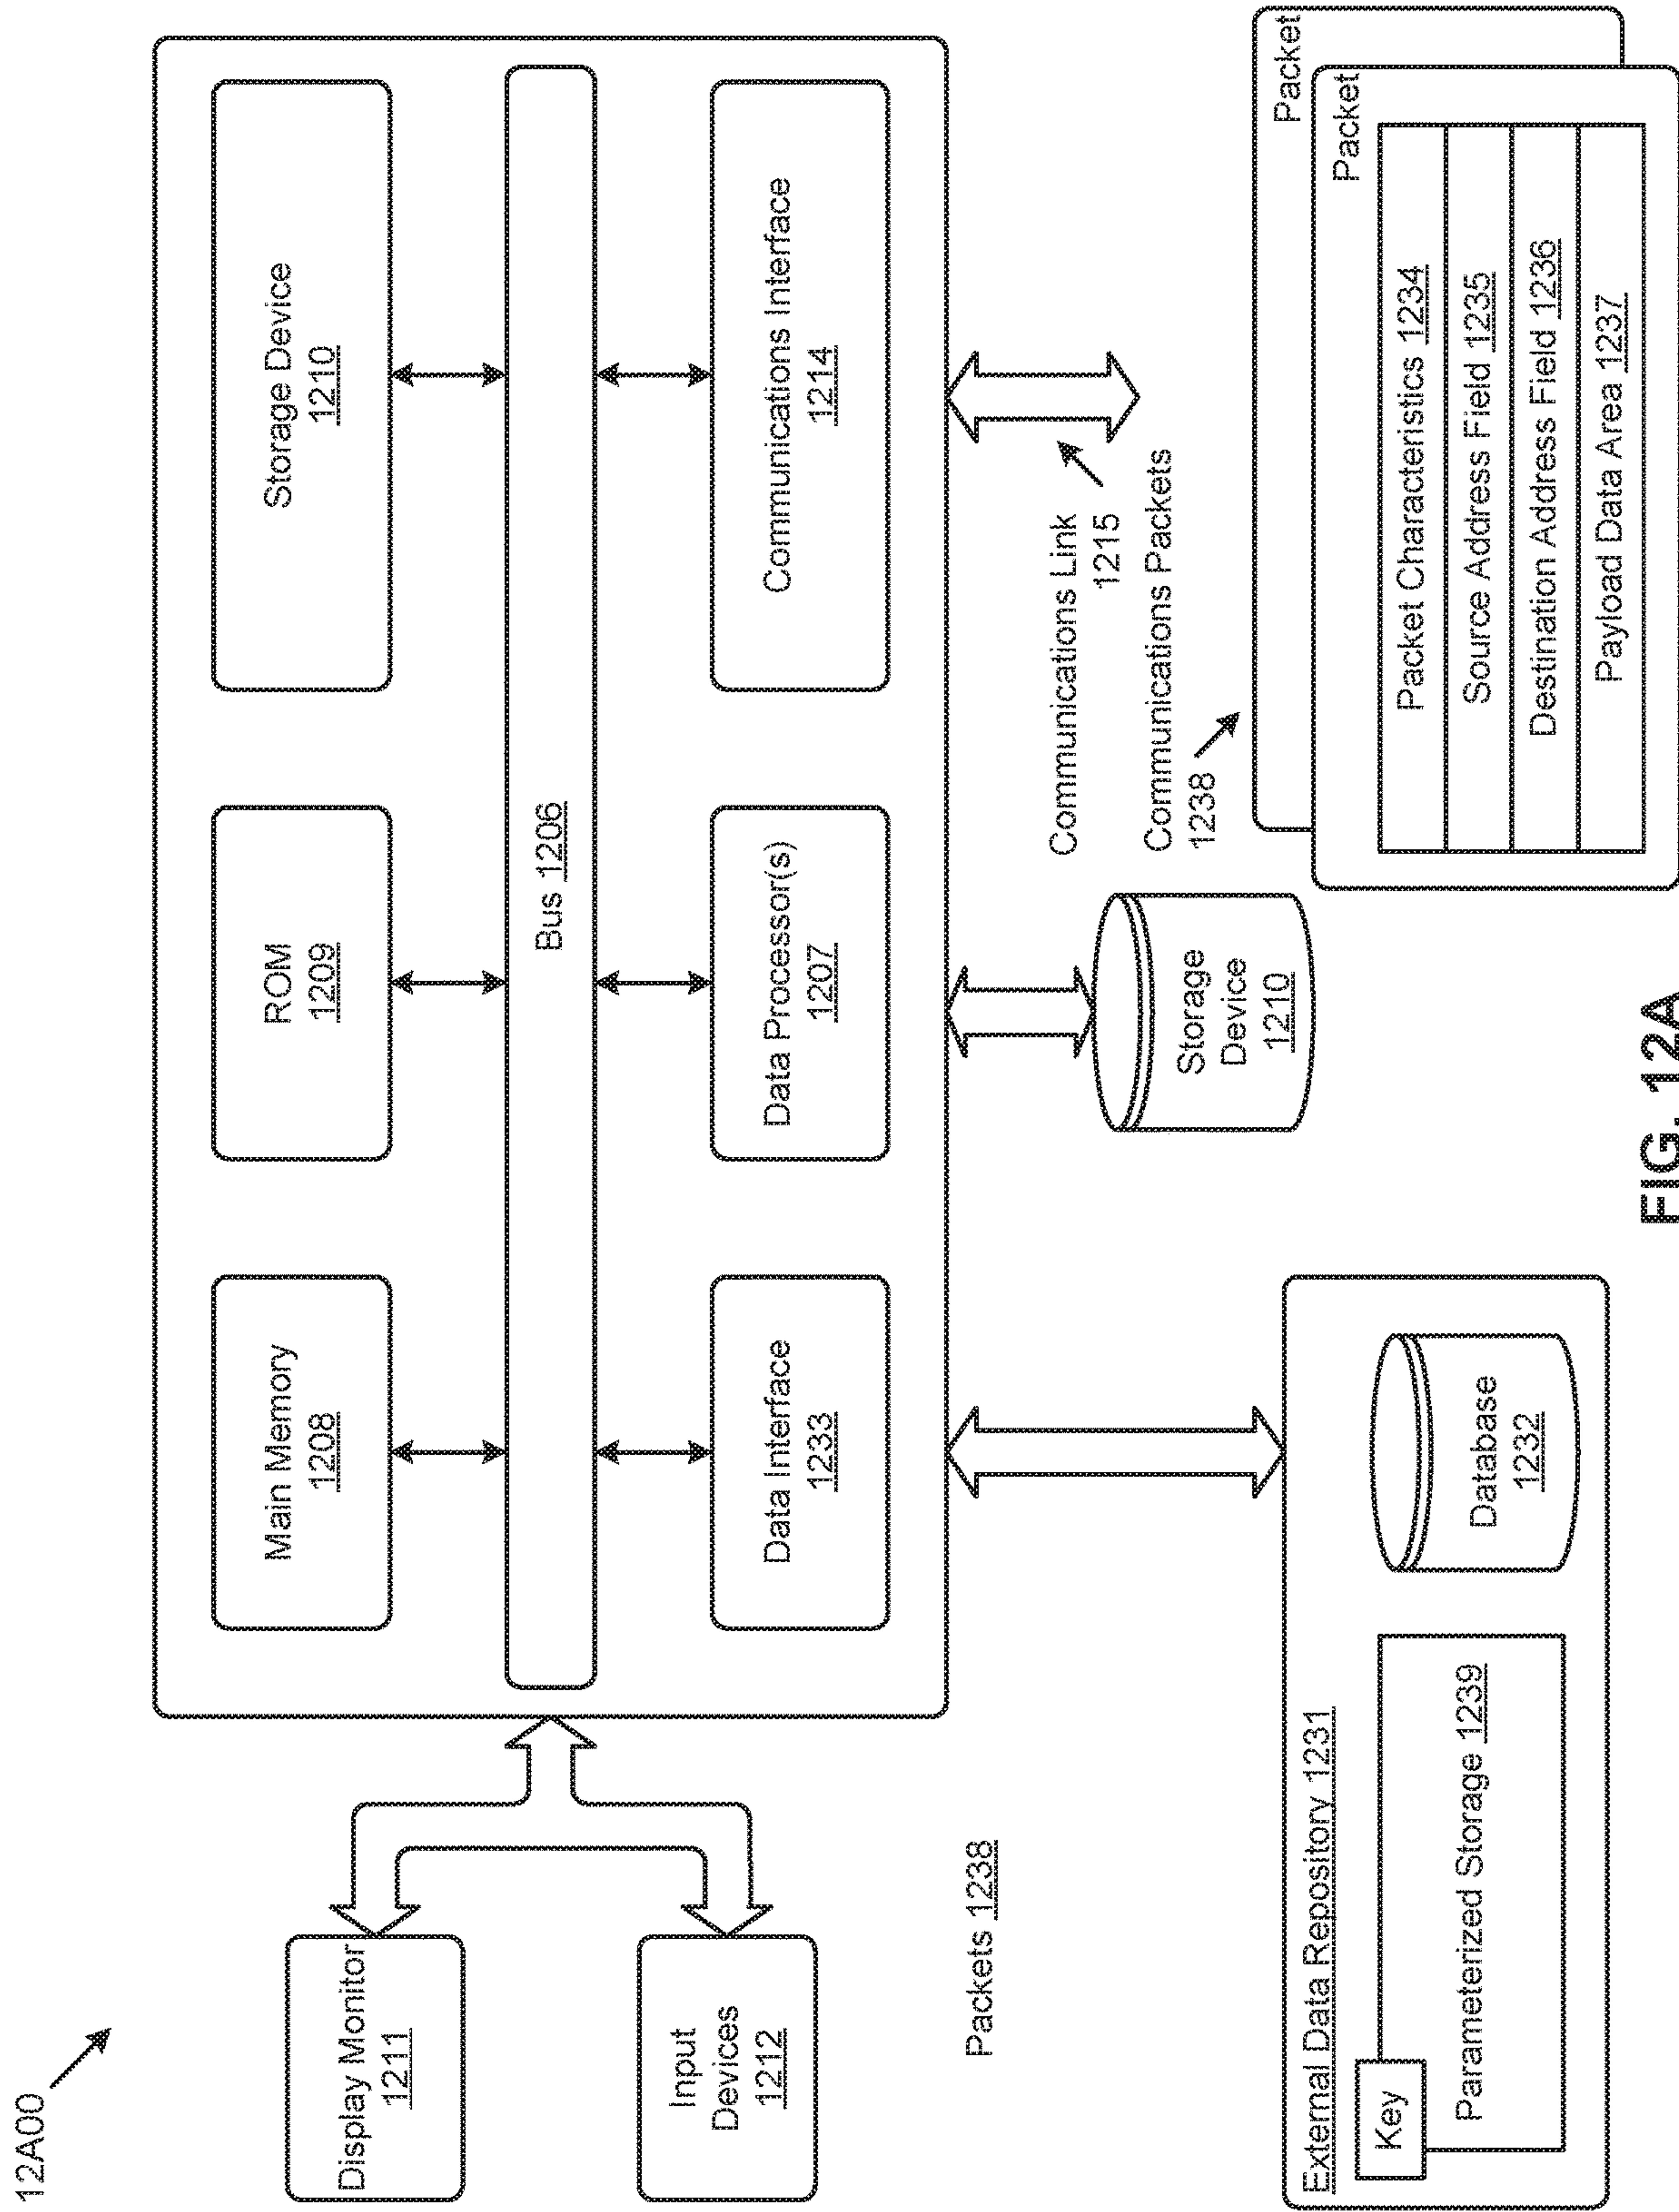 12A00
Display Monitor
1211
Input
Devices
1212
Main Memory
1208
ROM
1209
Storage Device
1210
Bus 1206
Data Interface
1233
Data Processor(s)
1207
Communications Interface
1214
Packets 1238
Communications Link
1215
Communications Packets
1238
External Data Repository 1231
Key
Parameterized Storage 1239
Database
1232
Storage
Device
1210
Packet
Packet
Packet Characteristics 1234
Source Address Field 1235
Destination Address Field 1236
Payload Data Area 1237
FIG. 12A